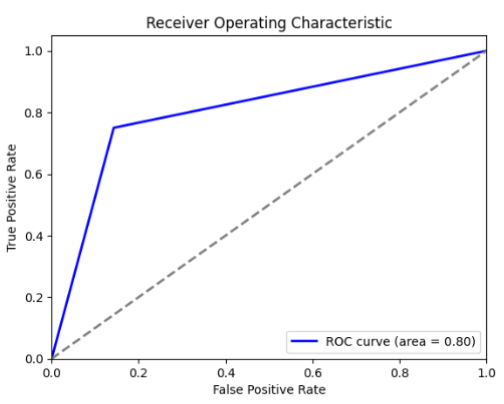 Receiver Operating Characteristic
1.0
0.8
0.6
0.4
0.2
0.0
True Positive Rate
ROC curve (area = 0.80)
0.0 0.2 0.4 0.6 0.8 1.0
False Positive Rate